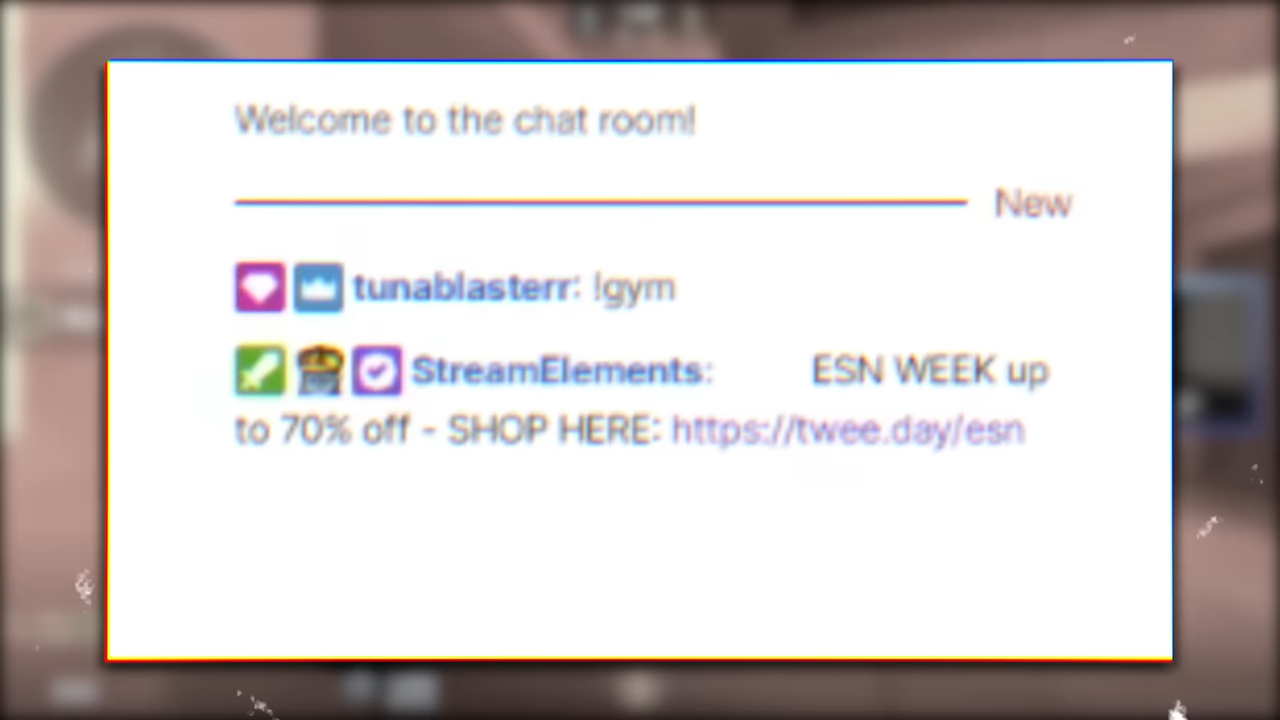 Welcome to the chat room!
New
tunablasterr: !gym
StreamElements: ESN WEEK up
to 70% off - SHOP HERE: https://twee.day/esn